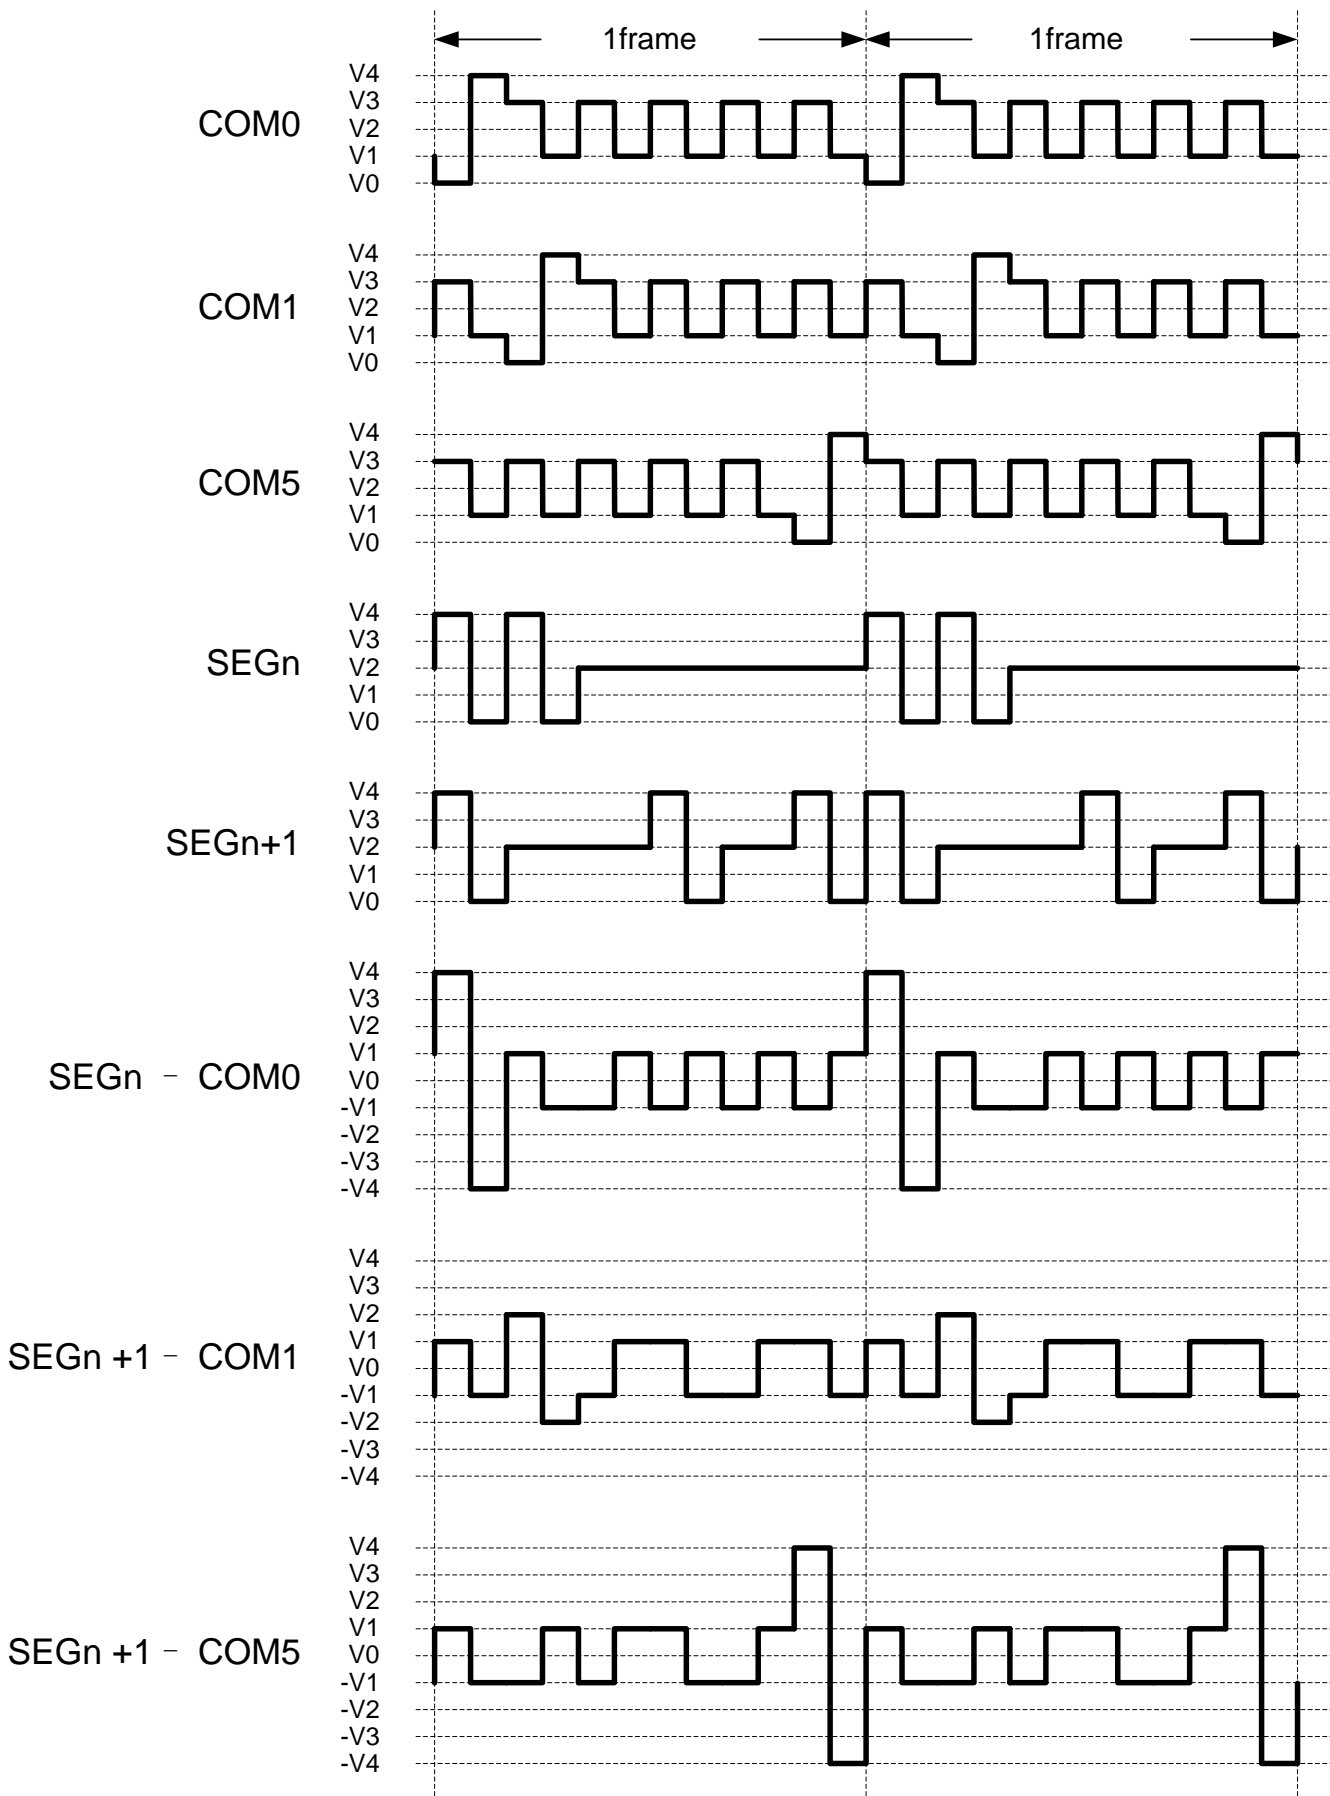 1frame 1frame
V4
V3
COM0 V2
V1
V0
V4
V3
COM1 V2
V1
V0
V4
V3
COM5 V2
V1
V0
V4
V3
SEGn V2
V1
V0
V4
V3
SEGn+1 V2
V1
V0
V4
V3
V2
V1
SEGn - COM0 V0
-V1
-V2
-V3
-V4
V4
V3
V2
V1
SEGn +1 - COM1 V0
-V1
-V2
-V3
-V4
V4
V3
V2
V1
SEGn +1 - COM5 V0
-V1
-V2
-V3
-V4